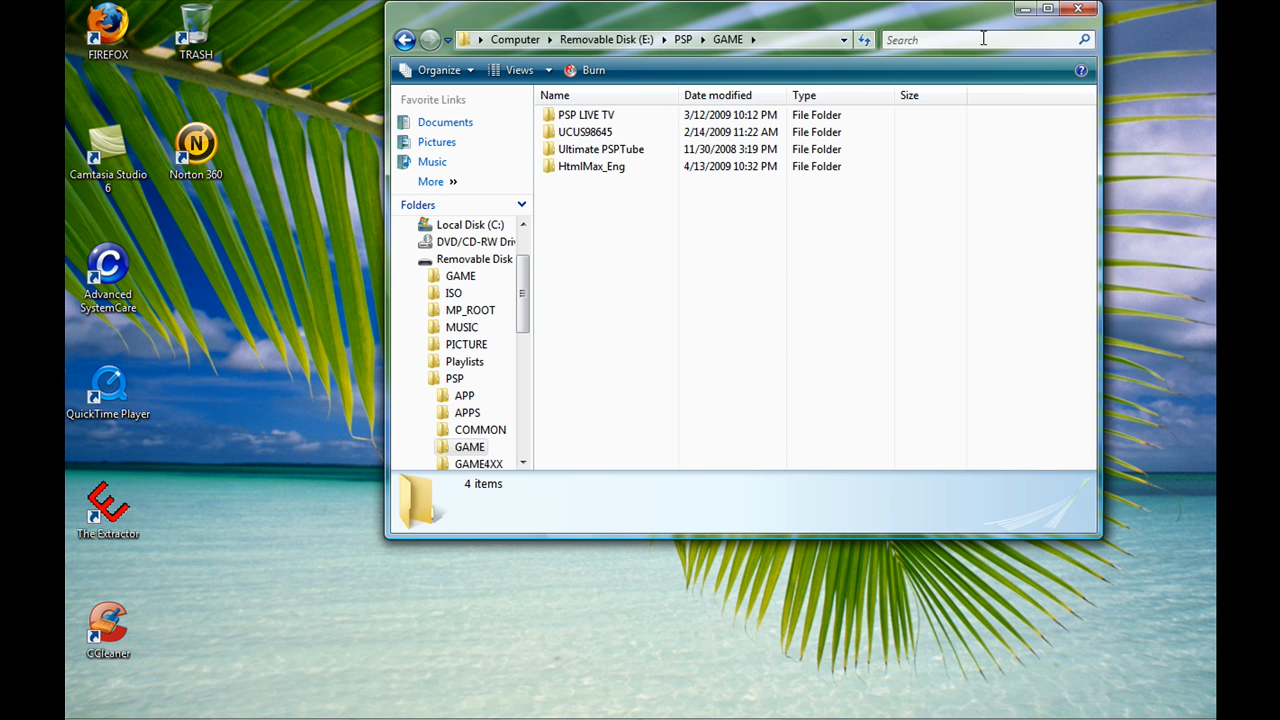 FIREFOX
TRASH
Camtasia Studio
6
Norton 360
Advanced
SystemCare
QuickTime Player
The Extractor
CCleaner
Computer Removable Disk (E:) PSP GAME
Search
Organize Views Burn
Favorite Links
Documents
Pictures
Music
More »
Folders
Local Disk (C:)
DVD/CD-RW Dri
Removable Disk
GAME
ISO
MP_ROOT
MUSIC
PICTURE
Playlists
PSP
APP
APPS
COMMON
GAME
GAME4XX
Name Date modified Type Size
PSP LIVE TV 3/12/2009 10:12 PM File Folder
UCUS98645 2/14/2009 11:22 AM File Folder
Ultimate PSPTube 11/30/2008 3:19 PM File Folder
HtmlMax_Eng 4/13/2009 10:32 PM File Folder
4 items